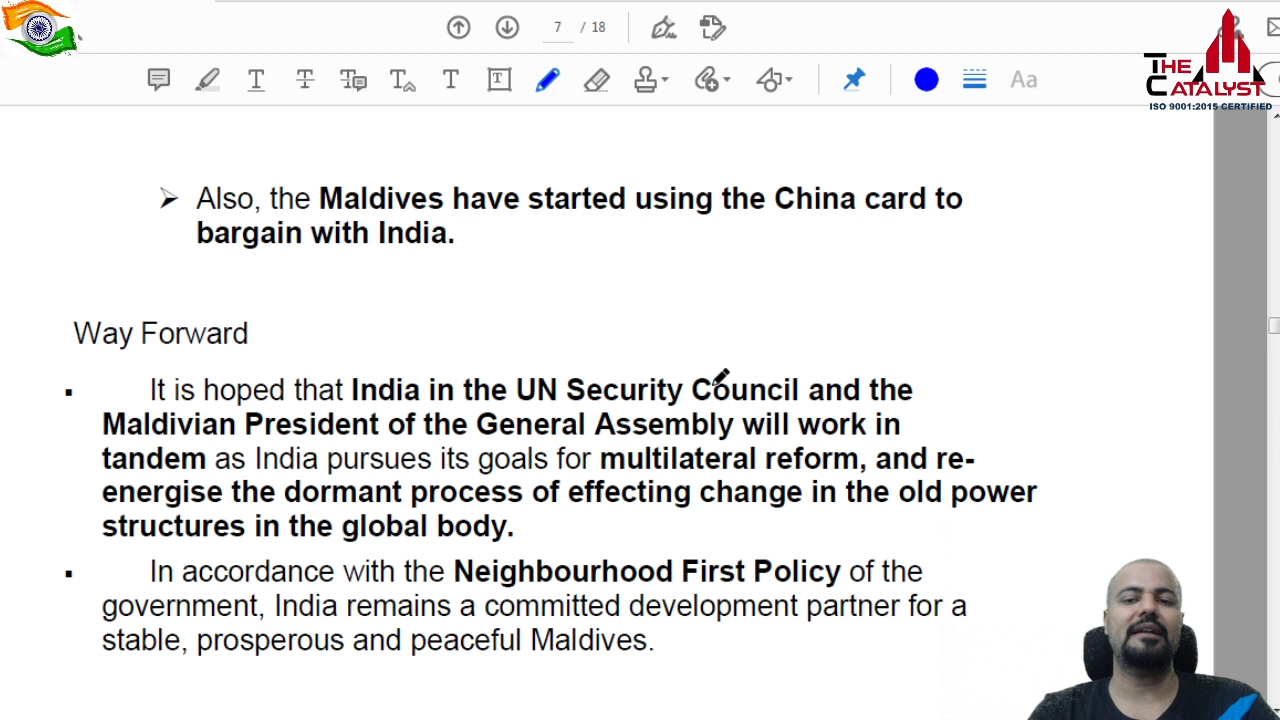 7 / 18
T T T T T T Aa
THE
CATALYST
ISO 9001:2015 CERTIFIED
Also, the Maldives have started using the China card to
bargain with India.
Way Forward
It is hoped that India in the UN Security Council and the
Maldivian President of the General Assembly will work in
tandem as India pursues its goals for multilateral reform, and re-
energise the dormant process of effecting change in the old power
structures in the global body.
In accordance with the Neighbourhood First Policy of the
government, India remains a committed development partner for a
stable, prosperous and peaceful Maldives.